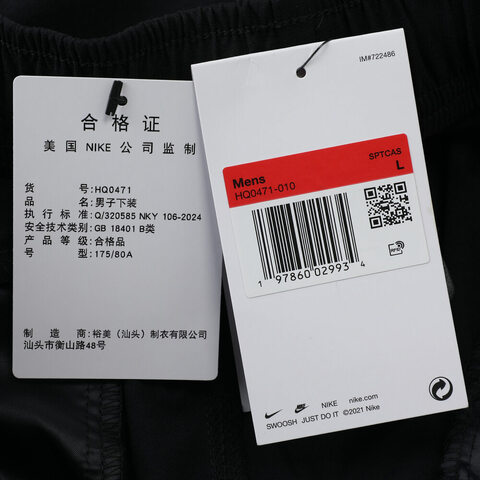 合格证
美国 NIKE 公司监制
货号: HQ0471
品名: 男子下装
执行标准: Q/320585 NKY 106-2024
安全技术类别: GB 18401 B类
产品等级: 合格品
号型: 175/80A
制造商: 裕美（汕头）制衣有限公司
汕头市衡山路48号
IM#722486
SPTCAS
Mens L
HQ0471-010
1 97860 02993 4
RFID
NIKE nike.com
SWOOSH JUST DO IT ©2021 Nike